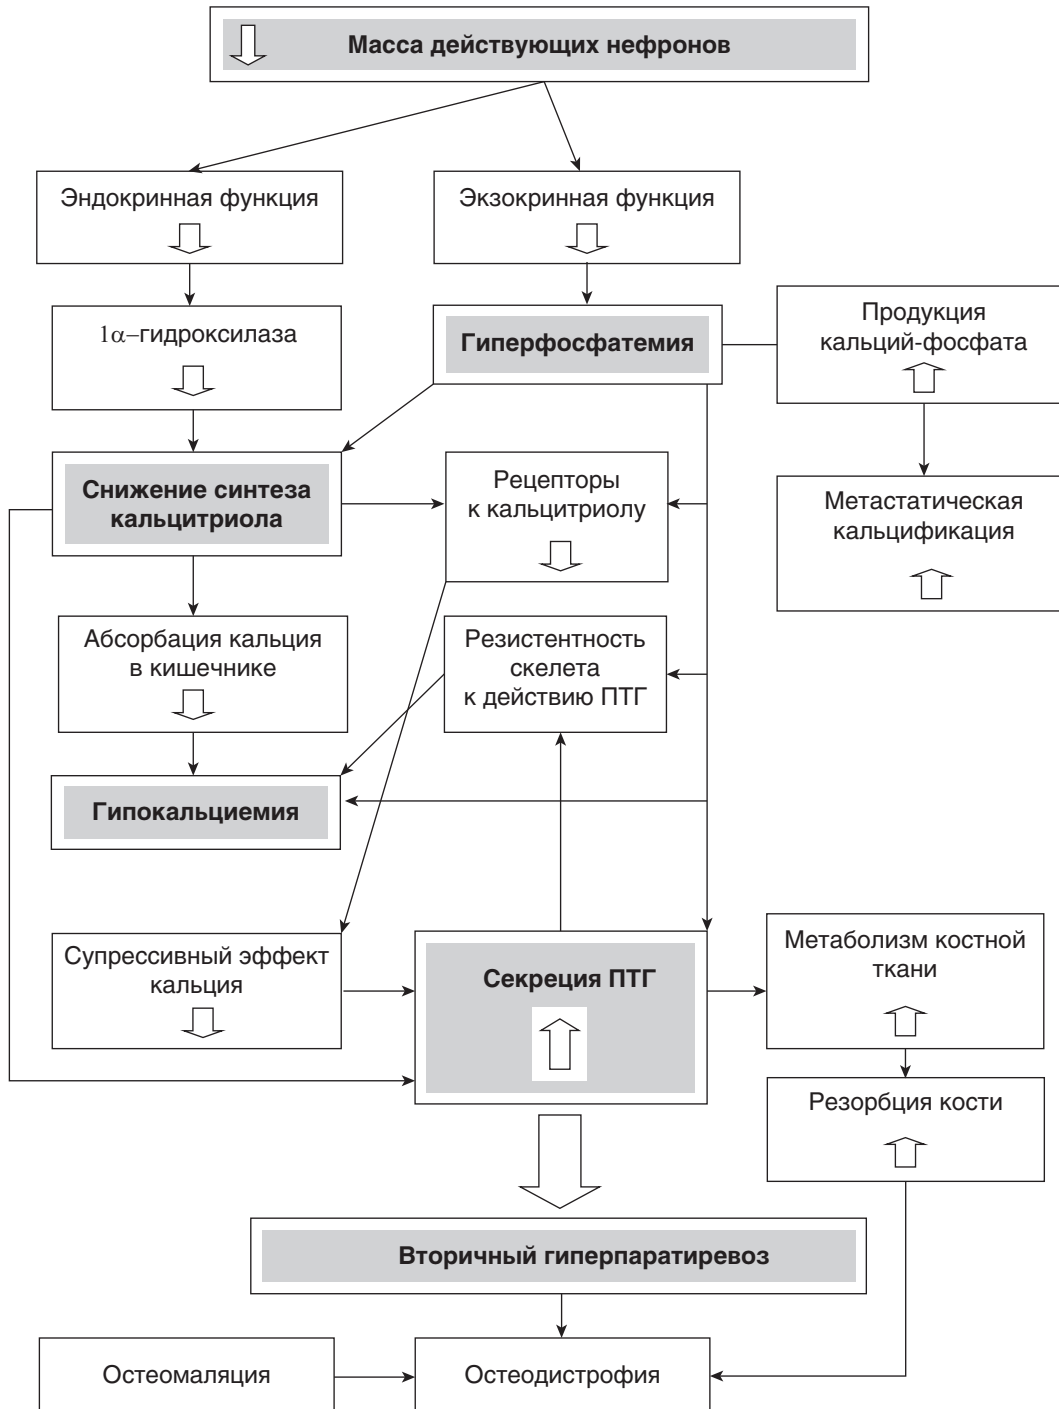 Масса действующих нефронов
Эндокринная функция
Экзокринная функция
1α–гидроксилаза
Гиперфосфатемия
Продукция
кальций-фосфата
Снижение синтеза
кальцитриола
Рецепторы
к кальцитриолу
Метастатическая
кальцификация
Абсорбация кальция
в кишечнике
Резистентность
скелета
к действию ПТГ
Гипокальциемия
Супрессивный эффект
кальция
Секреция ПТГ
Метаболизм костной
ткани
Резорбция кости
Вторичный гиперпаратиревоз
Остеомаляция
Остеодистрофия